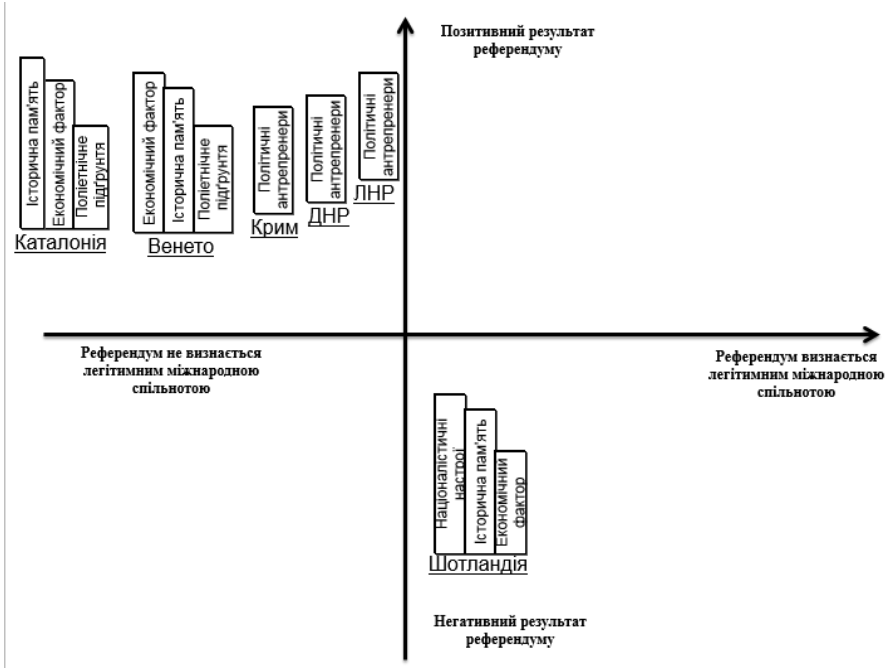 Позитивний результат
референдуму
Історична пам'ять
Економічний фактор
Поліетнічне
підґрунтя
Каталонія
Економічний фактор
Історична пам'ять
Поліетнічне
підґрунтя
Венето
Політичні
антрепренери
Крим
Політичні
антрепренери
ДНР
Політичні
антрепренери
ЛНР
Референдум не визнається
легітимним міжнародною
спільнотою
Референдум визнається
легітимним міжнародною
спільнотою
Націоналістичні
настрої
Історична пам'ять
Економічний
фактор
Шотландія
Негативний результат
референдуму